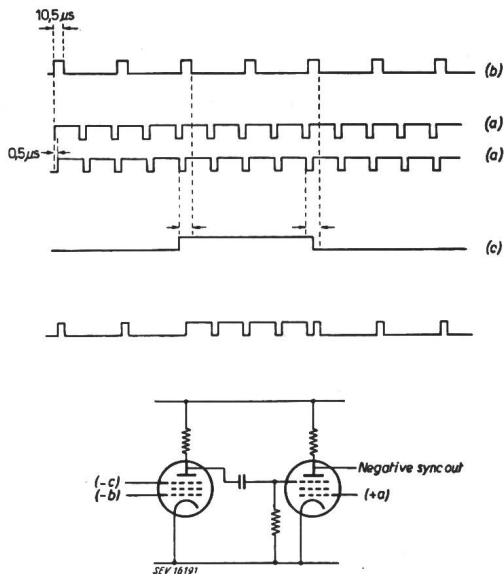 10,5μs
(b)
(a)
0,5μs
(a)
(c)
(-c)
(-b)
Negative sync out
(+a)
SEV 16191